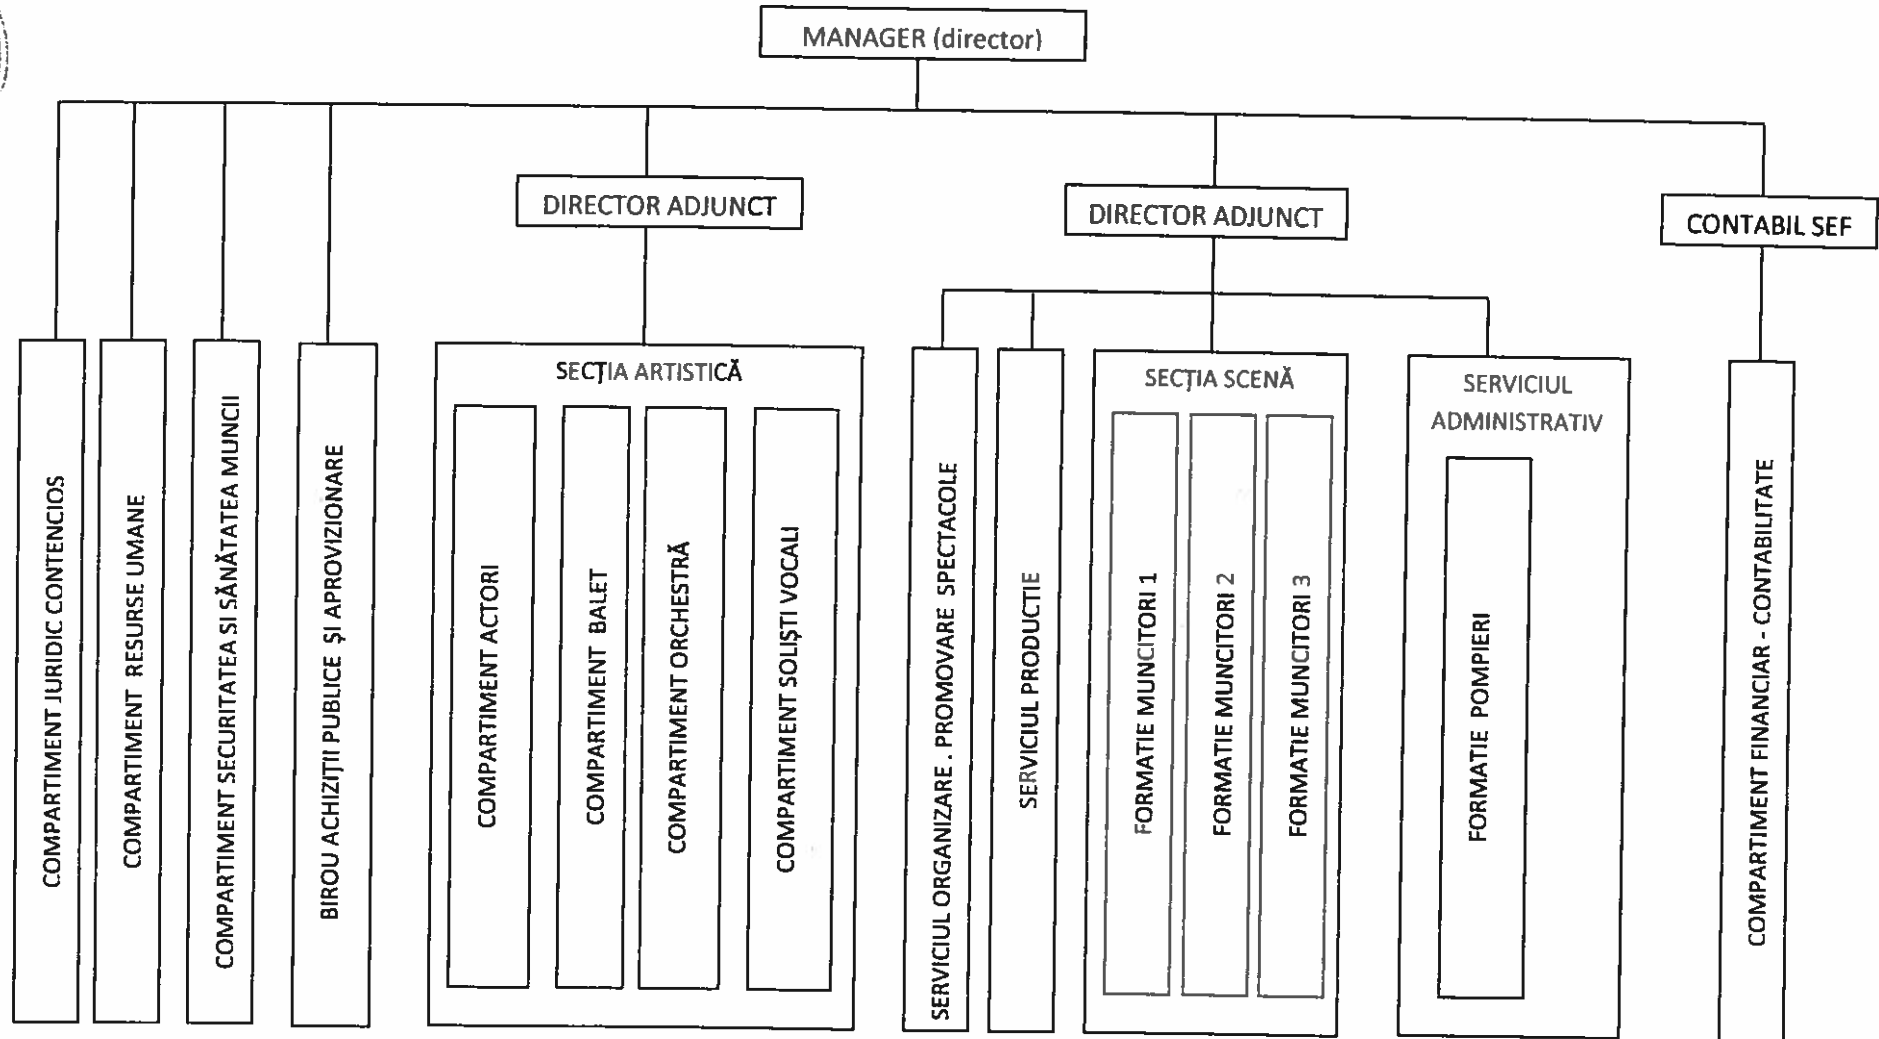 MANAGER (director)
DIRECTOR ADJUNCT
DIRECTOR ADJUNCT
CONTABIL SEF
COMPARTIMENT JURIDIC CONTENCIOS
COMPARTIMENT RESURSE UMANE
COMPARTIMENT SECURITATEA SI SĂNĂTATEA MUNCII
BIROU ACHIZIȚII PUBLICE ȘI APROVIZIONARE
SECȚIA ARTISTICĂ
COMPARTIMENT ACTORI
COMPARTIMENT BALET
COMPARTIMENT ORCHESTRĂ
COMPARTIMENT SOLIȘTI VOCALI
SERVICIUL ORGANIZARE . PROMOVARE SPECTACOLE
SERVICIUL PRODUCTIE
SECȚIA SCENĂ
FORMATIE MUNCITORI 1
FORMATIE MUNCITORI 2
FORMATIE MUNCITORI 3
SERVICIUL
ADMINISTRATIV
FORMATIE POMPIERI
COMPARTIMENT FINANCIAR - CONTABILITATE